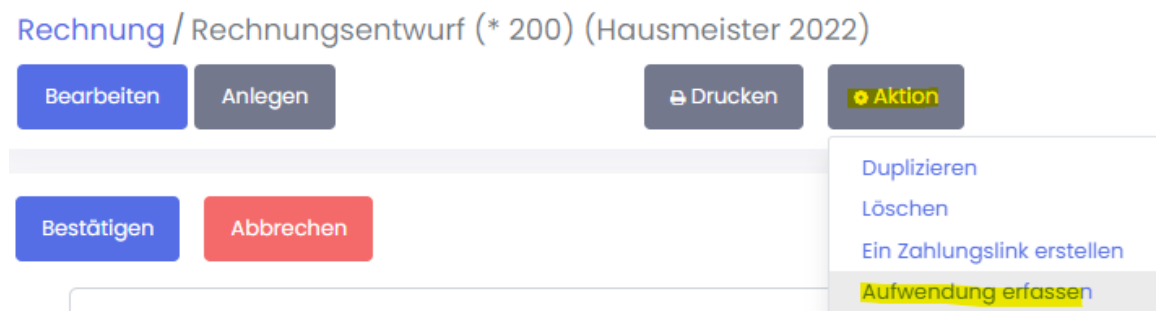 Rechnung / Rechnungsentwurf (* 200) (Hausmeister 2022)
Bearbeiten Anlegen Drucken Aktion
Duplizieren
Löschen
Bestätigen Abbrechen
Ein Zahlungslink erstellen
Aufwendung erfassen